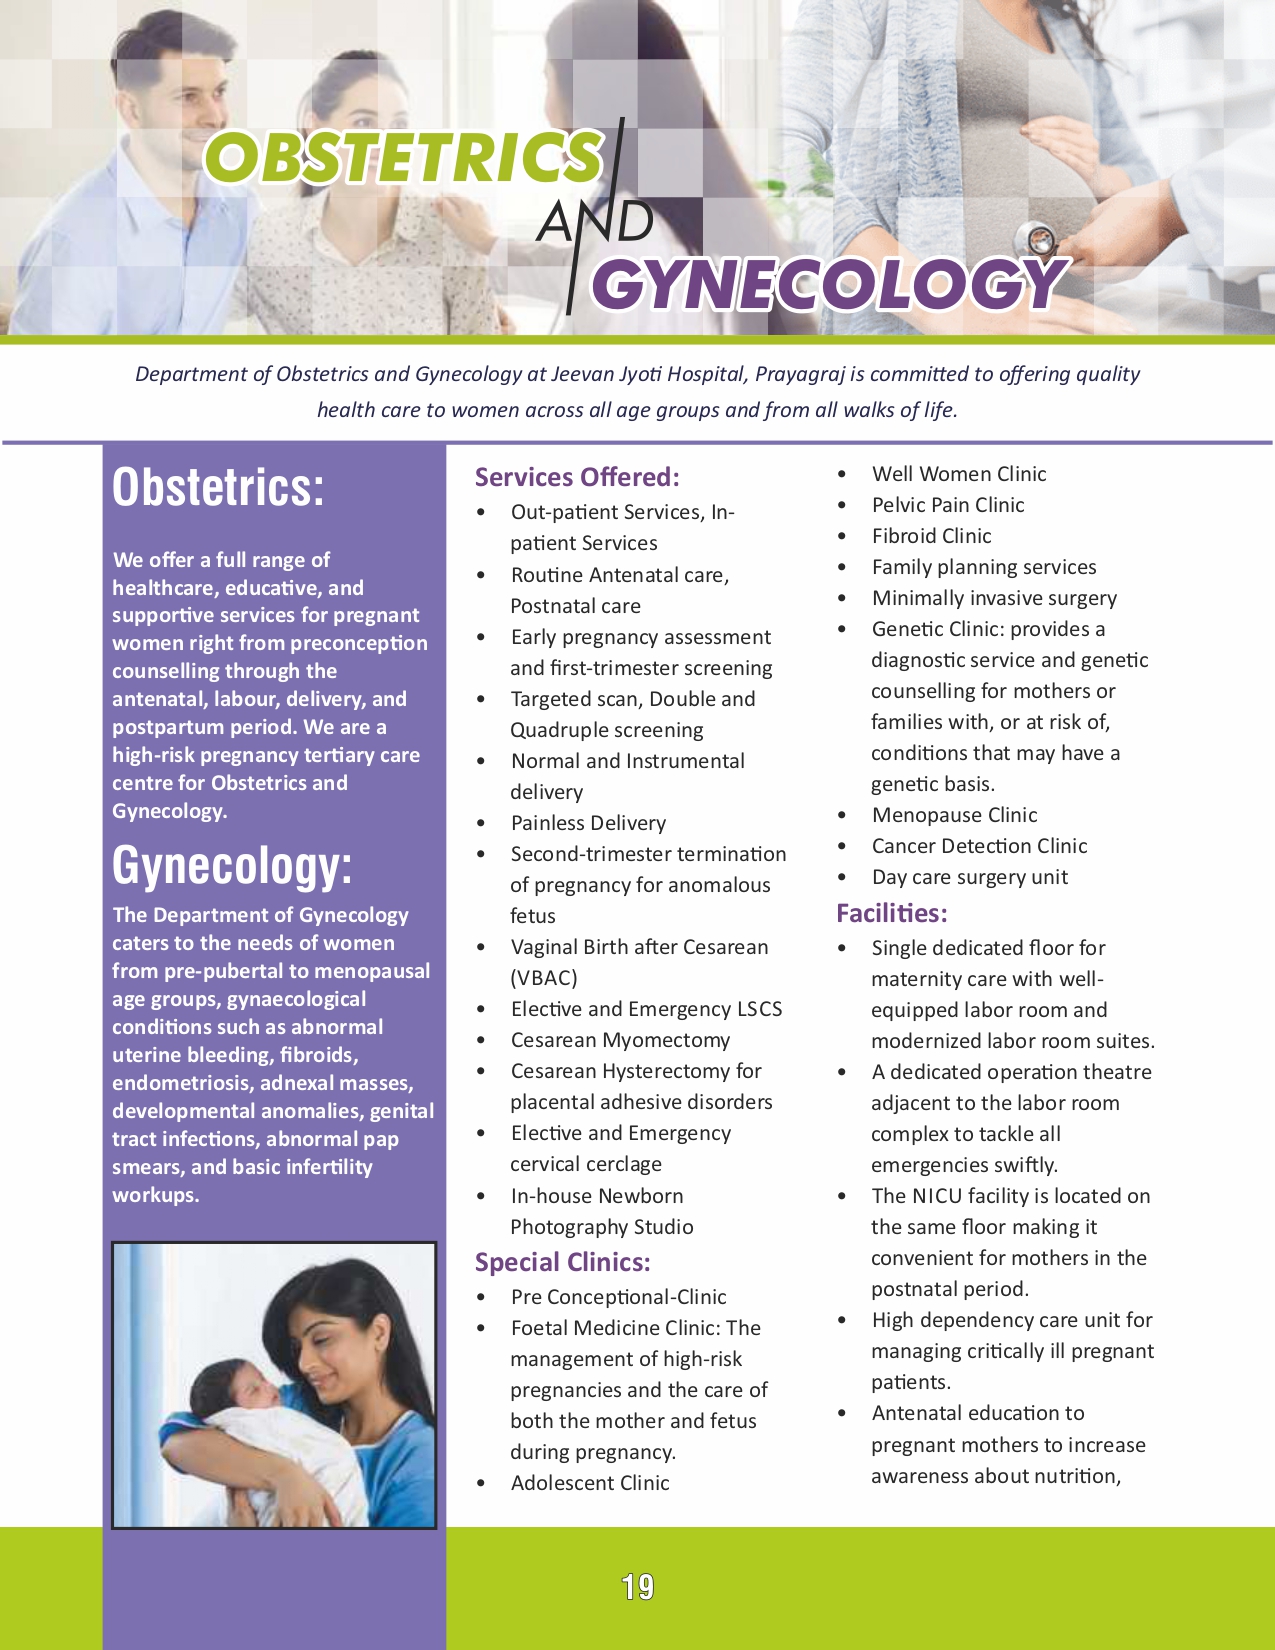 OBSTETRICS
AND
GYNECOLOGY
Department of Obstetrics and Gynecology at Jeevan Jyoti Hospital, Prayagraj is committed to offering quality
health care to women across all age groups and from all walks of life.
Obstetrics:
We offer a full range of
healthcare, educative, and
supportive services for pregnant
women right from preconception
counselling through the
antenatal, labour, delivery, and
postpartum period. We are a
high-risk pregnancy tertiary care
centre for Obstetrics and
Gynecology.
Gynecology:
The Department of Gynecology
caters to the needs of women
from pre-pubertal to menopausal
age groups, gynaecological
conditions such as abnormal
uterine bleeding, fibroids,
endometriosis, adnexal masses,
developmental anomalies, genital
tract infections, abnormal pap
smears, and basic infertility
workups.
Services Offered:
• Out-patient Services, In-
patient Services
• Routine Antenatal care,
Postnatal care
• Early pregnancy assessment
and first-trimester screening
• Targeted scan, Double and
Quadruple screening
• Normal and Instrumental
delivery
• Painless Delivery
• Second-trimester termination
of pregnancy for anomalous
fetus
• Vaginal Birth after Cesarean
(VBAC)
• Elective and Emergency LSCS
• Cesarean Myomectomy
• Cesarean Hysterectomy for
placental adhesive disorders
• Elective and Emergency
cervical cerclage
• In-house Newborn
Photography Studio
Special Clinics:
• Pre Conceptional-Clinic
• Foetal Medicine Clinic: The
management of high-risk
pregnancies and the care of
both the mother and fetus
during pregnancy.
• Adolescent Clinic
• Well Women Clinic
• Pelvic Pain Clinic
• Fibroid Clinic
• Family planning services
• Minimally invasive surgery
• Genetic Clinic: provides a
diagnostic service and genetic
counselling for mothers or
families with, or at risk of,
conditions that may have a
genetic basis.
• Menopause Clinic
• Cancer Detection Clinic
• Day care surgery unit
Facilities:
• Single dedicated floor for
maternity care with well-
equipped labor room and
modernized labor room suites.
• A dedicated operation theatre
adjacent to the labor room
complex to tackle all
emergencies swiftly.
• The NICU facility is located on
the same floor making it
convenient for mothers in the
postnatal period.
• High dependency care unit for
managing critically ill pregnant
patients.
• Antenatal education to
pregnant mothers to increase
awareness about nutrition,
19